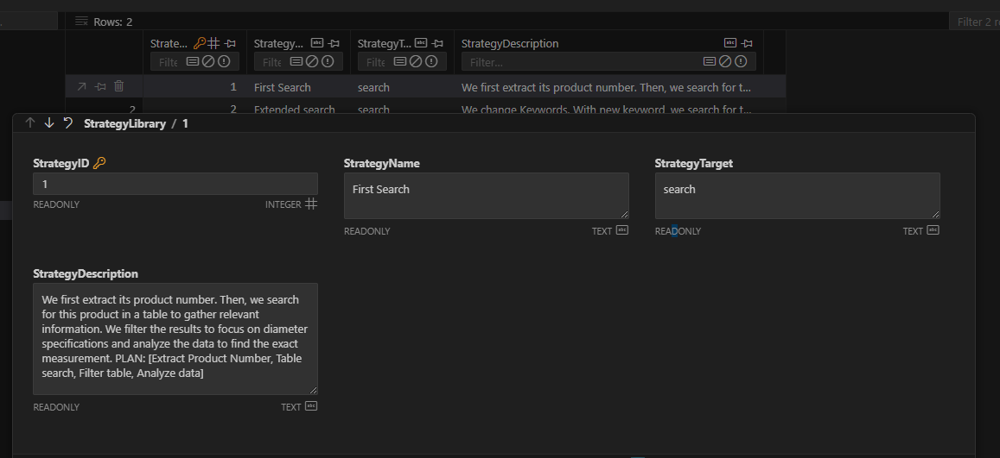 Rows: 2
Filter 2 r
Strate...
Strategy...
StrategyT...
StrategyDescription
Filte
Filte
Filte
Filter...
1
First Search
search
We first extract its product number. Then, we search for t...
2
2
Extended search
search
We change Keywords. With new keyword, we search for t...
StrategyLibrary / 1
StrategyID
StrategyName
StrategyTarget
1
First Search
search
READONLY
INTEGER
READONLY
TEXT
READONLY
TEXT
StrategyDescription
We first extract its product number. Then, we search
for this product in a table to gather relevant
information. We filter the results to focus on diameter
specifications and analyze the data to find the exact
measurement. PLAN: [Extract Product Number, Table
search, Filter table, Analyze data]
READONLY
TEXT